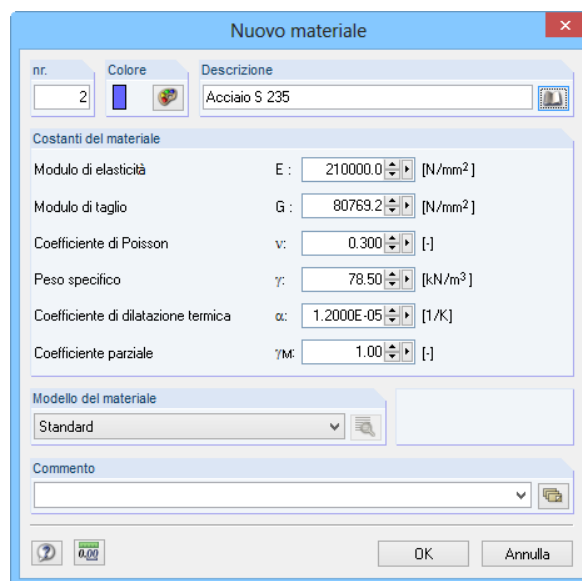 Nuovo materiale
nr. Colore Descrizione
2 Acciaio S 235
Costanti del materiale
Modulo di elasticità E : 210000.0 [N/mm²]
Modulo di taglio G : 80769.2 [N/mm²]
Coefficiente di Poisson ν: 0.300 [-]
Peso specifico γ: 78.50 [kN/m³]
Coefficiente di dilatazione termica α: 1.2000E-05 [1/K]
Coefficiente parziale γM: 1.00 [-]
Modello del materiale
Standard
Commento
0.00 OK Annulla